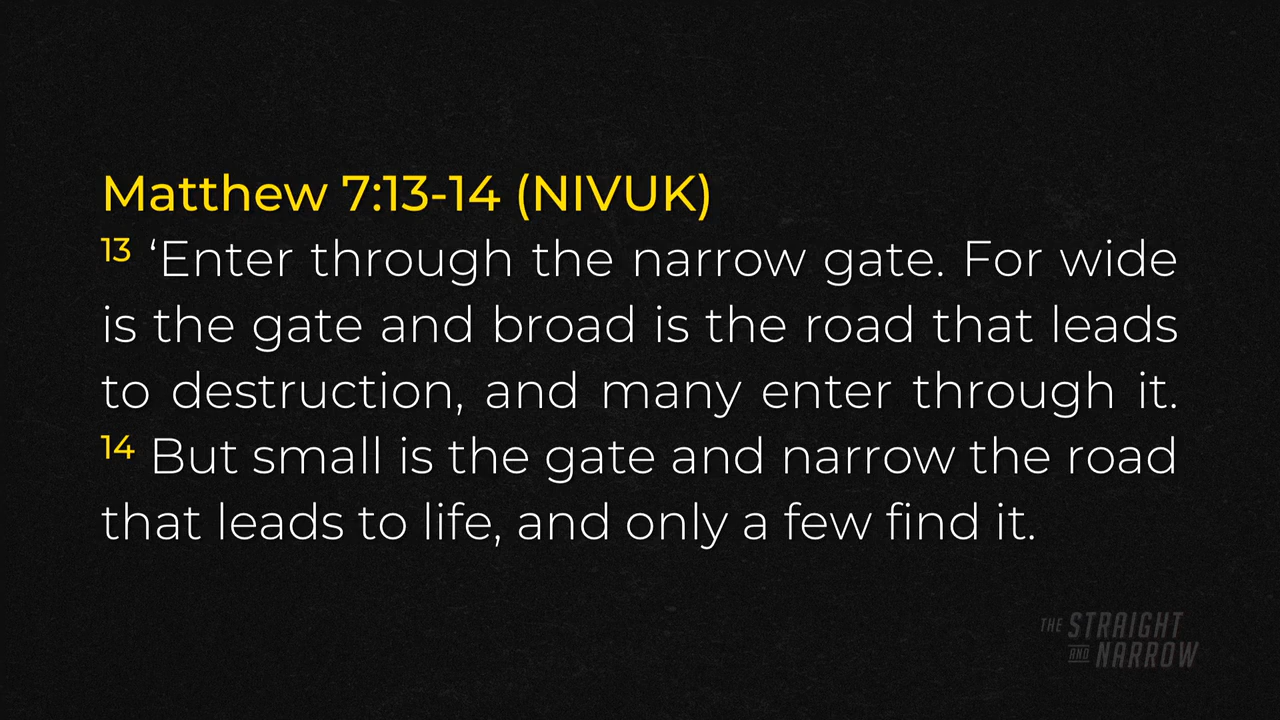 Matthew 7:13-14 (NIVUK)
13 ‘Enter through the narrow gate. For wide
is the gate and broad is the road that leads
to destruction, and many enter through it.
14 But small is the gate and narrow the road
that leads to life, and only a few find it.
THE STRAIGHT
AND NARROW